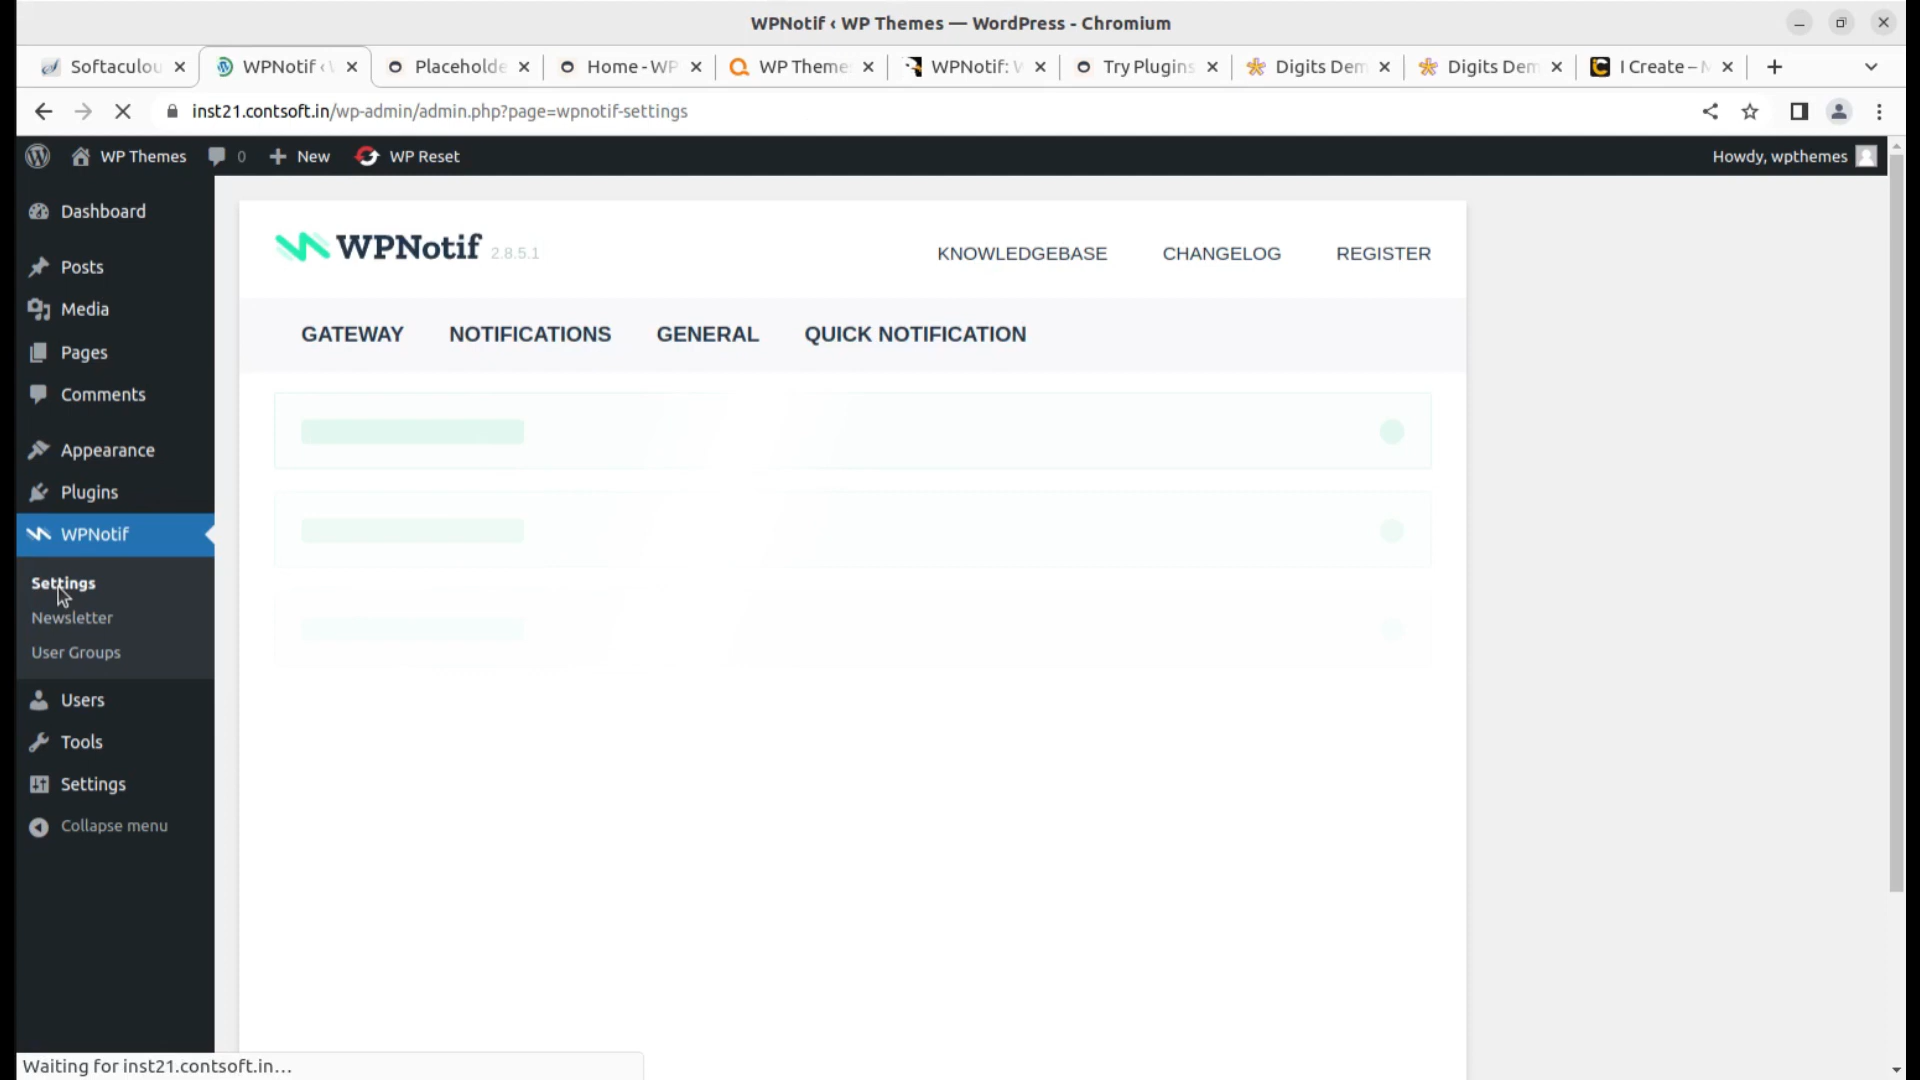 WPNotif ‹ WP Themes — WordPress - Chromium
Softaculou
WPNotif ‹
Placeholde
Home - WP
WP Theme
WPNotif: W
Try Plugins
Digits Dem
Digits Dem
I Create –
inst21.contsoft.in/wp-admin/admin.php?page=wpnotif-settings
WP Themes
0
New
WP Reset
Howdy, wpthemes
Dashboard
Posts
Media
Pages
Comments
Appearance
Plugins
WPNotif
Settings
Newsletter
User Groups
Users
Tools
Settings
Collapse menu
WPNotif 2.8.5.1
KNOWLEDGEBASE CHANGELOG REGISTER
GATEWAY NOTIFICATIONS GENERAL QUICK NOTIFICATION
Waiting for inst21.contsoft.in...